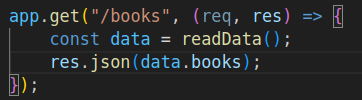 app.get("/books", (req, res) => {
    const data = readData();
    res.json(data.books);
});